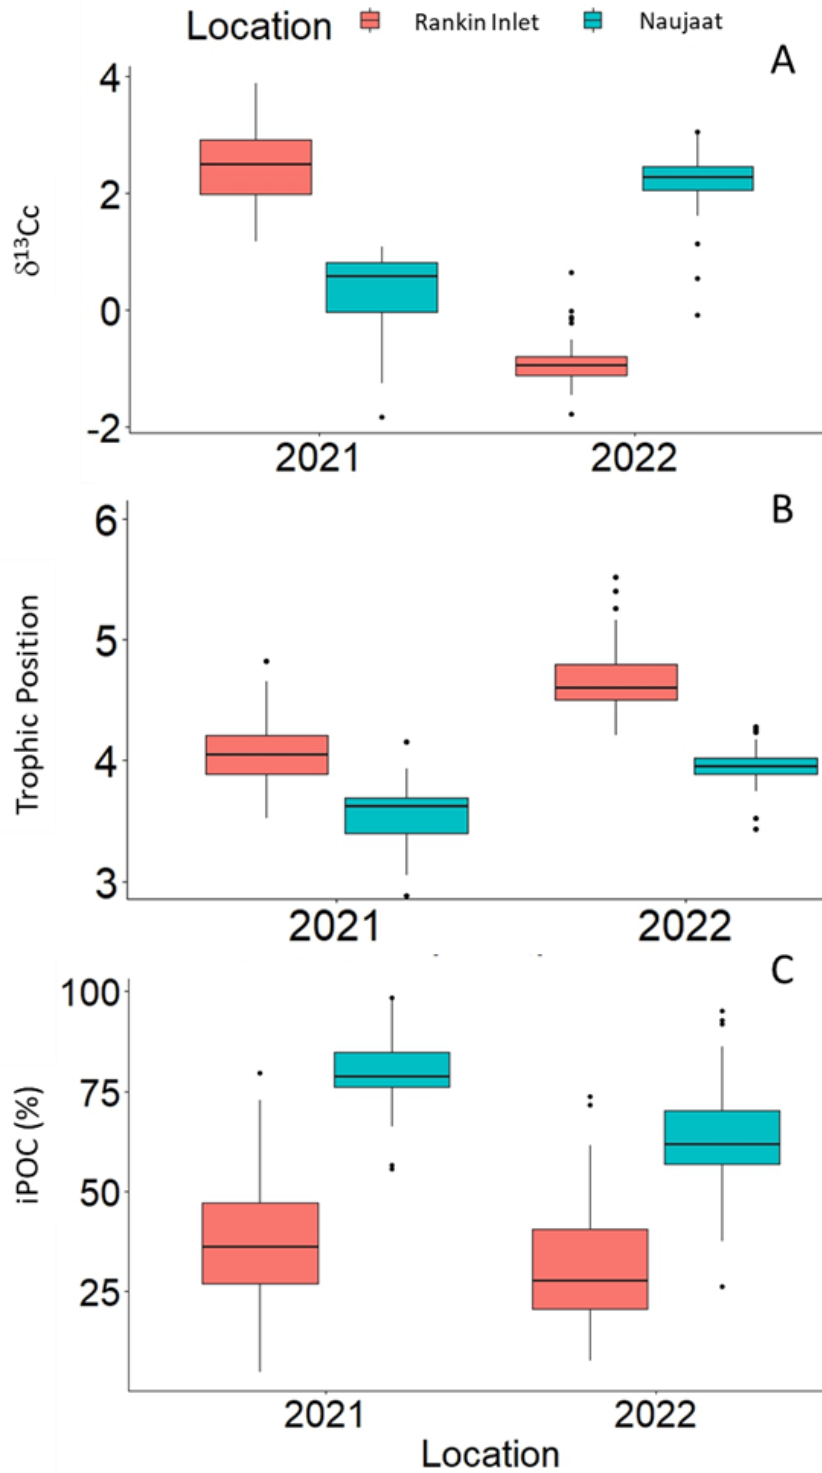 Location Rankin Inlet Naujaat
A
δ¹³Cc
4
2
0
-2
2021 2022
B
Trophic Position
6
5
4
3
2021 2022
C
iPOC (%)
100
75
50
25
2021 2022
Location